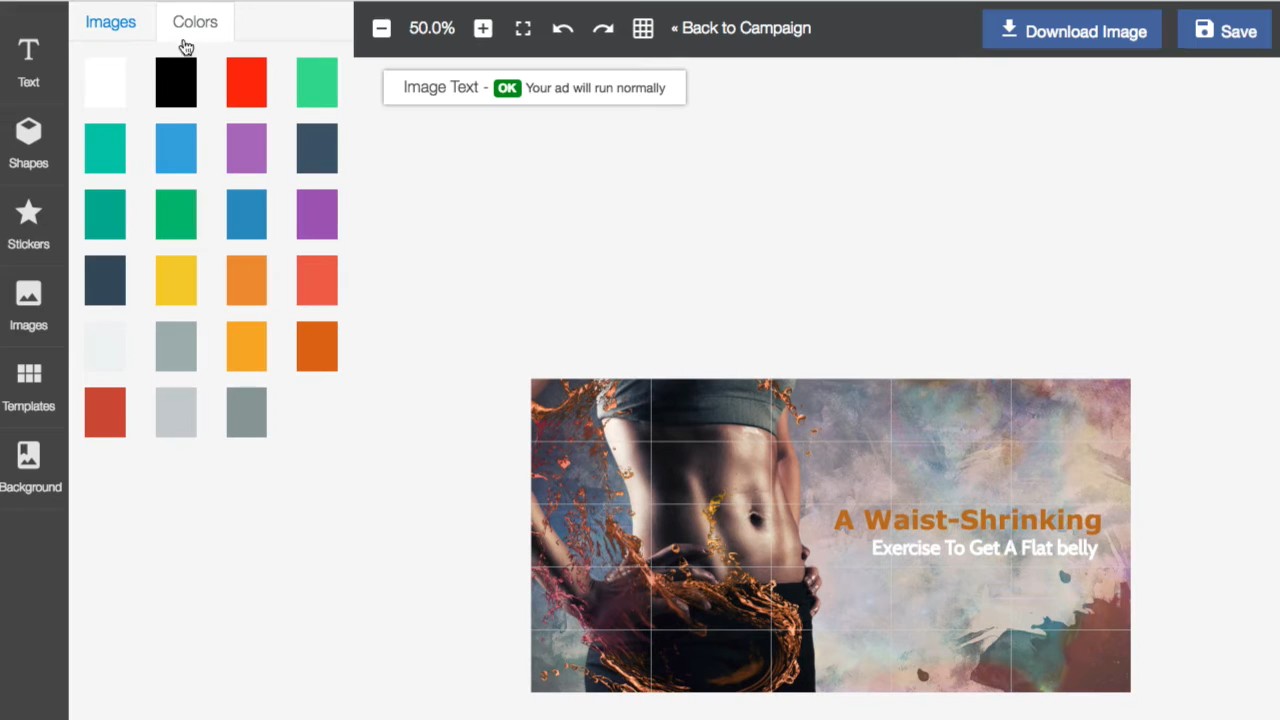 Images
Colors
50.0%
« Back to Campaign
Download Image
Save
Text
Shapes
Stickers
Images
Templates
Background
Image Text - OK Your ad will run normally
A Waist-Shrinking
Exercise To Get A Flat belly